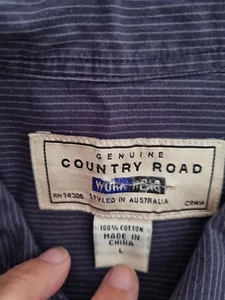 GENUINE
COUNTRY ROAD
WORK WEAR
STYLED IN AUSTRALIA
100% COTTON
MADE IN
CHINA
L